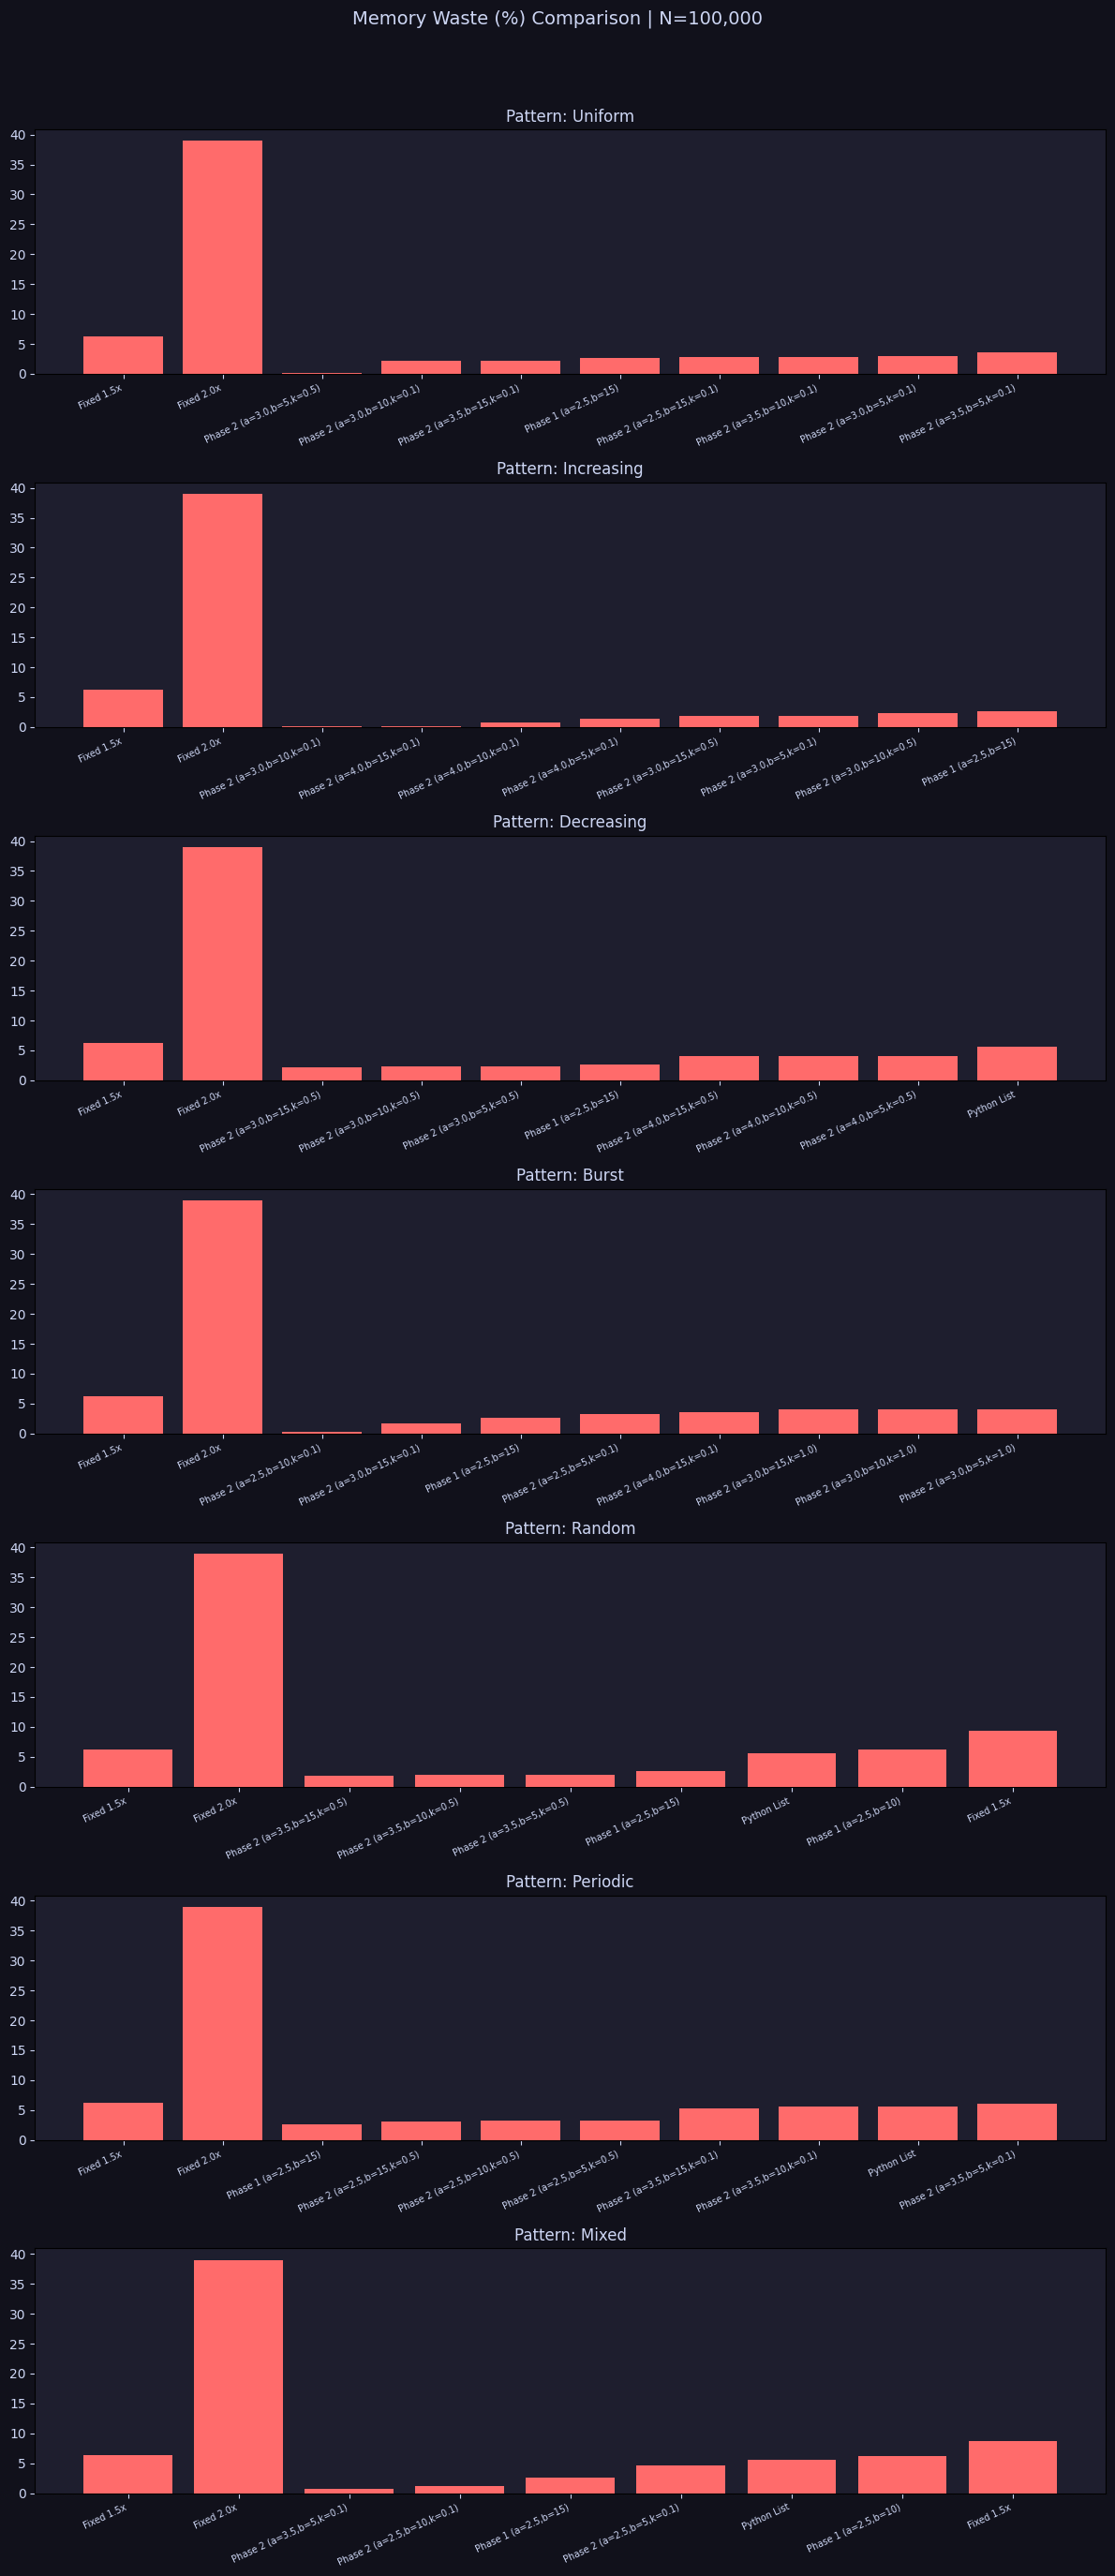 Memory Waste (%) Comparison | N=100,000
Pattern: Uniform
40
35
30
25
20
15
10
5
0
Fixed 1.5x
Fixed 2.0x
Phase 2 (a=3.0,b=5,k=0.5)
Phase 2 (a=3.0,b=10,k=0.1)
Phase 2 (a=3.5,b=15,k=0.1)
Phase 1 (a=2.5,b=15)
Phase 2 (a=2.5,b=15,k=0.1)
Phase 2 (a=3.5,b=10,k=0.1)
Phase 2 (a=3.0,b=5,k=0.1)
Phase 2 (a=3.5,b=5,k=0.1)
Pattern: Increasing
40
35
30
25
20
15
10
5
0
Fixed 1.5x
Fixed 2.0x
Phase 2 (a=3.0,b=10,k=0.1)
Phase 2 (a=4.0,b=15,k=0.1)
Phase 2 (a=4.0,b=10,k=0.1)
Phase 2 (a=4.0,b=5,k=0.1)
Phase 2 (a=3.0,b=15,k=0.5)
Phase 2 (a=3.0,b=5,k=0.1)
Phase 2 (a=3.0,b=10,k=0.5)
Phase 1 (a=2.5,b=15)
Pattern: Decreasing
40
35
30
25
20
15
10
5
0
Fixed 1.5x
Fixed 2.0x
Phase 2 (a=3.0,b=15,k=0.5)
Phase 2 (a=3.0,b=10,k=0.5)
Phase 2 (a=3.0,b=5,k=0.5)
Phase 1 (a=2.5,b=15)
Phase 2 (a=4.0,b=15,k=0.5)
Phase 2 (a=4.0,b=10,k=0.5)
Phase 2 (a=4.0,b=5,k=0.5)
Python List
Pattern: Burst
40
35
30
25
20
15
10
5
0
Fixed 1.5x
Fixed 2.0x
Phase 2 (a=2.5,b=10,k=0.1)
Phase 2 (a=3.0,b=15,k=0.1)
Phase 1 (a=2.5,b=15)
Phase 2 (a=2.5,b=5,k=0.1)
Phase 2 (a=4.0,b=15,k=0.1)
Phase 2 (a=3.0,b=15,k=1.0)
Phase 2 (a=3.0,b=10,k=1.0)
Phase 2 (a=3.0,b=5,k=1.0)
Pattern: Random
40
35
30
25
20
15
10
5
0
Fixed 1.5x
Fixed 2.0x
Phase 2 (a=3.5,b=15,k=0.5)
Phase 2 (a=3.5,b=10,k=0.5)
Phase 2 (a=3.5,b=5,k=0.5)
Phase 1 (a=2.5,b=15)
Python List
Phase 1 (a=2.5,b=10)
Fixed 1.5x
Pattern: Periodic
40
35
30
25
20
15
10
5
0
Fixed 1.5x
Fixed 2.0x
Phase 1 (a=2.5,b=15)
Phase 2 (a=2.5,b=15,k=0.5)
Phase 2 (a=2.5,b=10,k=0.5)
Phase 2 (a=2.5,b=5,k=0.5)
Phase 2 (a=3.5,b=15,k=0.1)
Phase 2 (a=3.5,b=10,k=0.1)
Python List
Phase 2 (a=3.5,b=5,k=0.1)
Pattern: Mixed
40
35
30
25
20
15
10
5
0
Fixed 1.5x
Fixed 2.0x
Phase 2 (a=3.5,b=5,k=0.1)
Phase 2 (a=2.5,b=10,k=0.1)
Phase 1 (a=2.5,b=15)
Phase 2 (a=2.5,b=5,k=0.1)
Python List
Phase 1 (a=2.5,b=10)
Fixed 1.5x